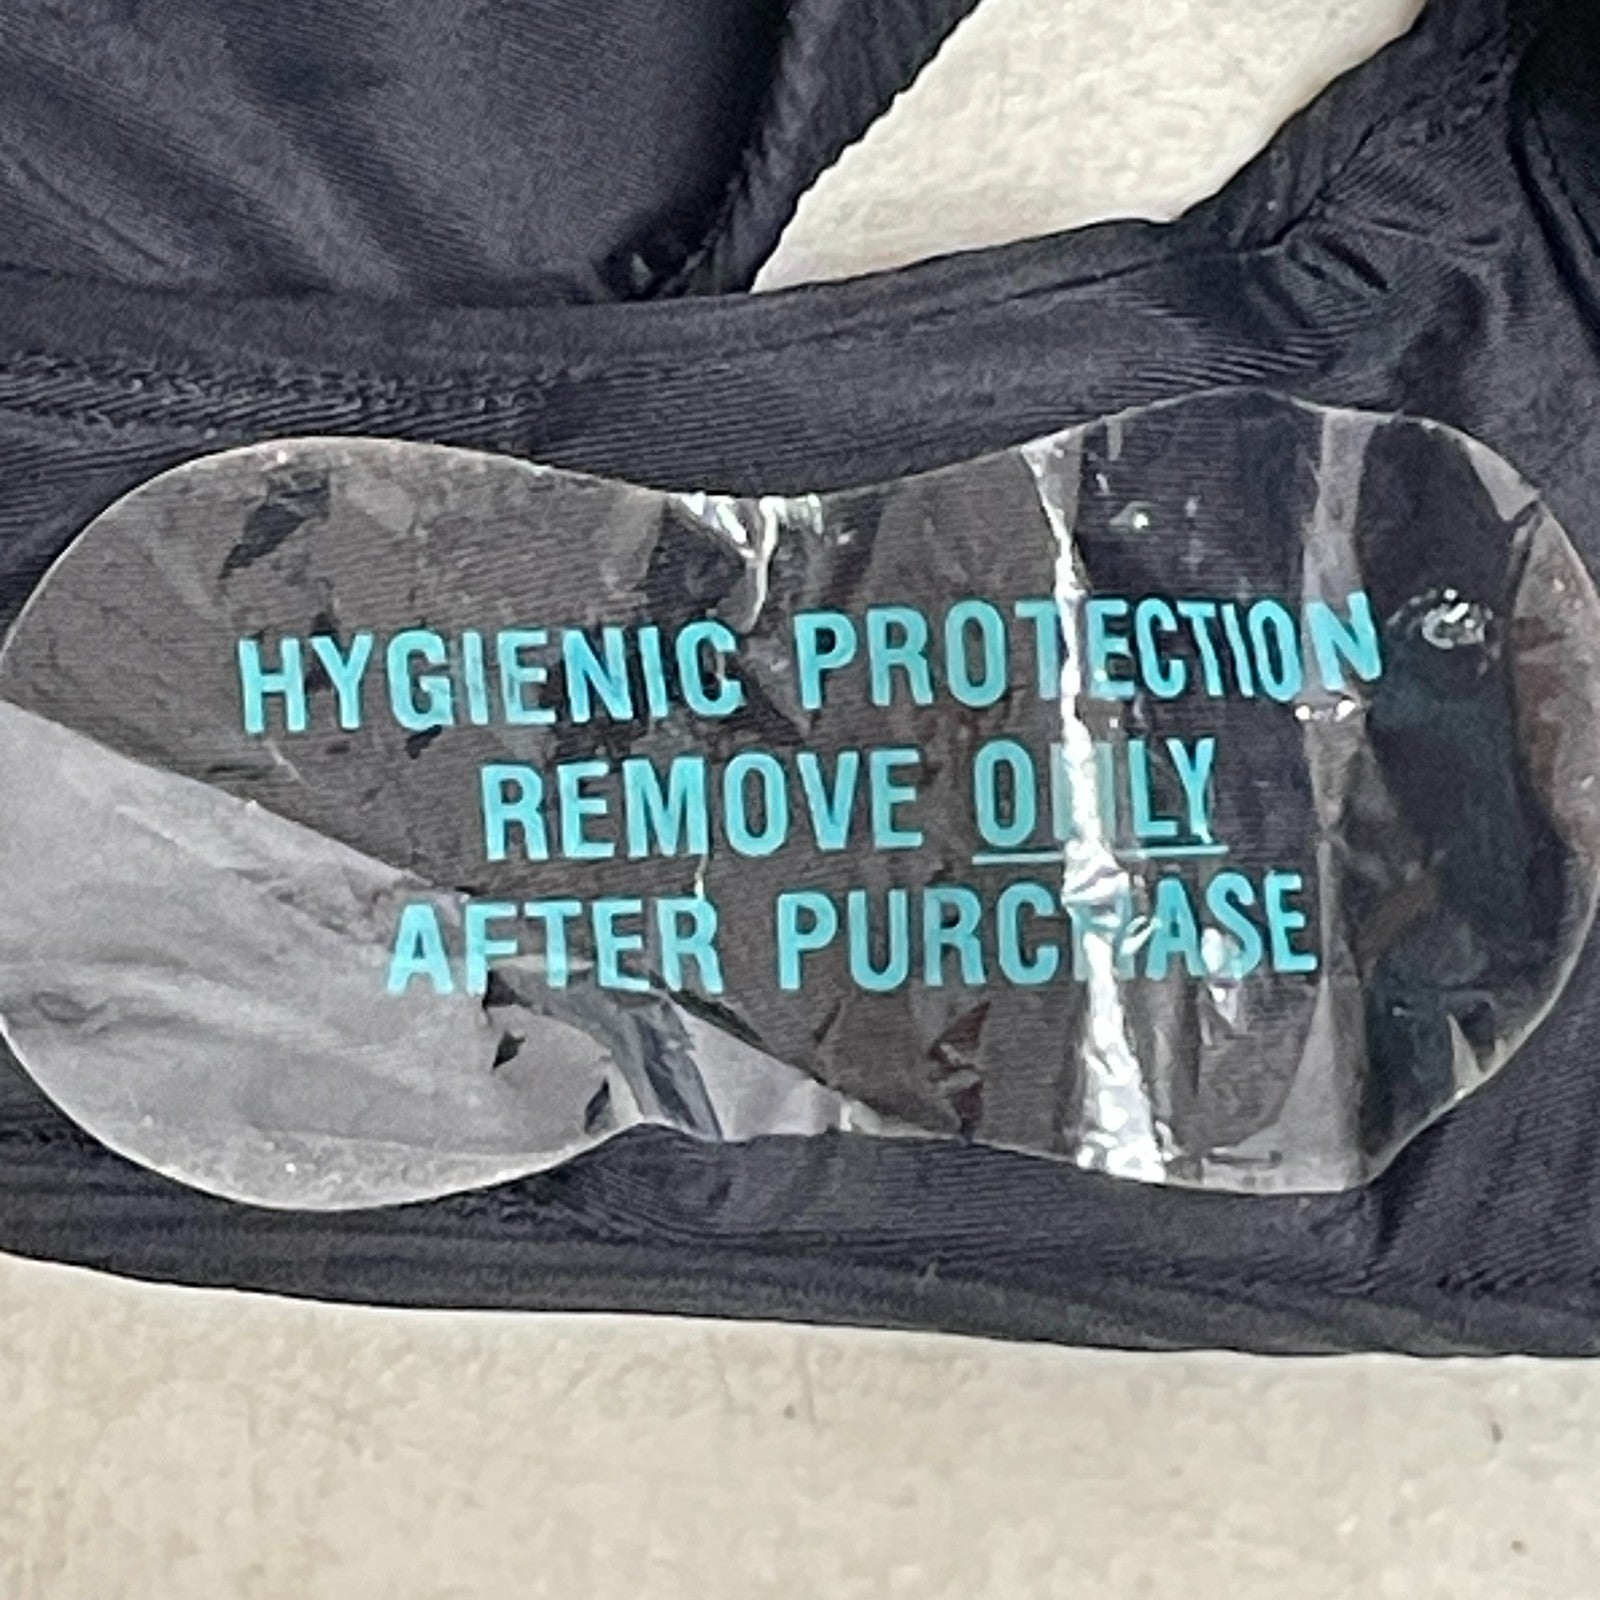 HYGIENIC PROTECTION
REMOVE ONLY
AFTER PURCHASE